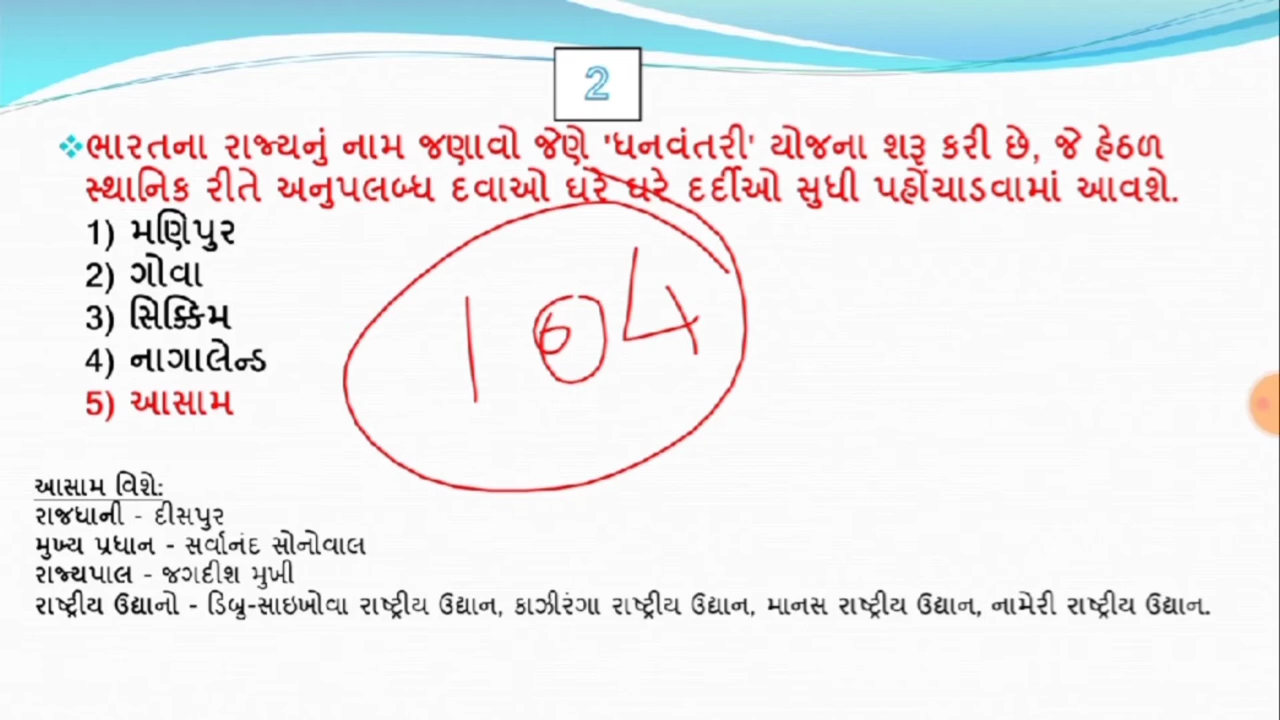 2
ભારતના રાજ્યનું નામ જણાવો જેણે 'ધનવંતરી' યોજના શરૂ કરી છે, જે હેઠળ
સ્થાનિક રીતે અનુપલબ્ધ દવાઓ ઘરે ઘરે દર્દીઓ સુધી પહોંચાડવામાં આવશે.
1) મણિપુર
2) ગોવા
3) સિક્કિમ
4) નાગાલેન્ડ
5) આસામ
104
આસામ વિશે:
રાજધાની - દીસપુર
મુખ્ય પ્રધાન - સર્વાનંદ સોનોવાલ
રાજ્યપાલ - જગદીશ મુખી
રાષ્ટ્રીય ઉદ્યાનો - ડિબ્રુ-સાઇખોવા રાષ્ટ્રીય ઉદ્યાન, કાઝીરંગા રાષ્ટ્રીય ઉદ્યાન, માનસ રાષ્ટ્રીય ઉદ્યાન, નામેરી રાષ્ટ્રીય ઉદ્યાન.